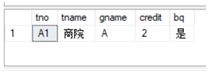 tno tname gname credit bq
1 A1 商院 A 2 是